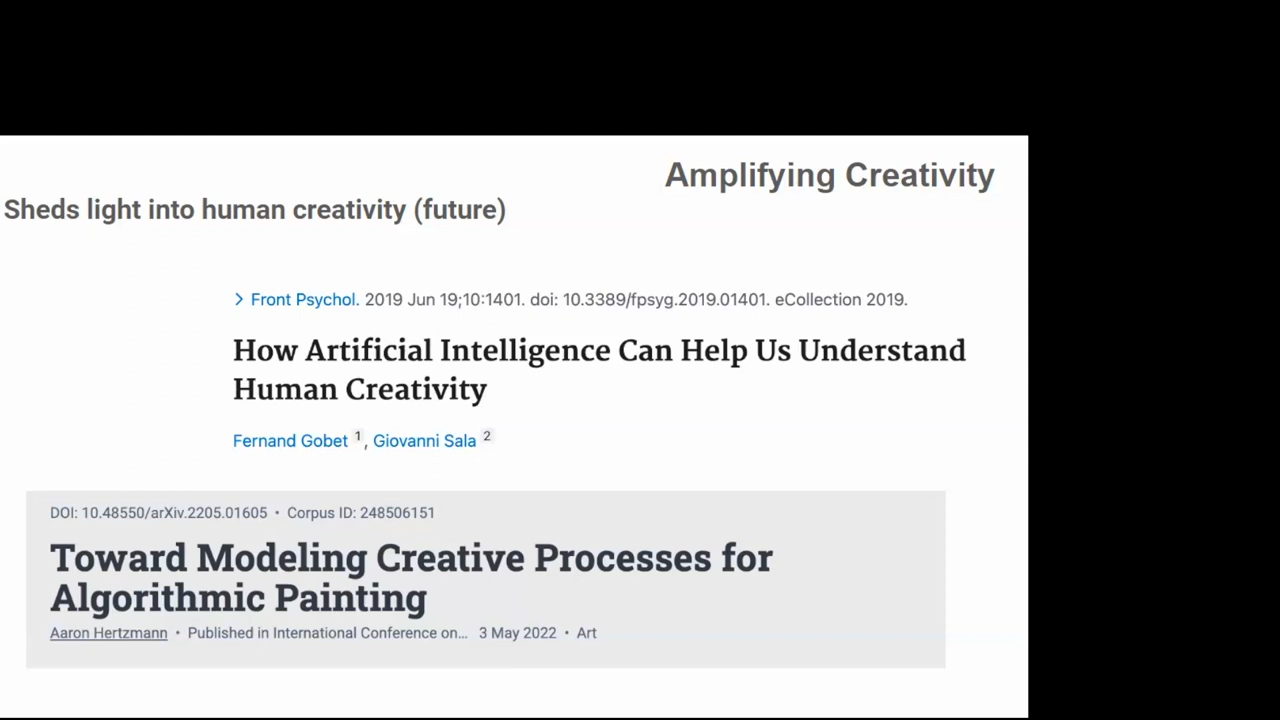 Amplifying Creativity
Sheds light into human creativity (future)
> Front Psychol. 2019 Jun 19;10:1401. doi: 10.3389/fpsyg.2019.01401. eCollection 2019.
How Artificial Intelligence Can Help Us Understand
Human Creativity
Fernand Gobet 1, Giovanni Sala 2
DOI: 10.48550/arXiv.2205.01605 • Corpus ID: 248506151
Toward Modeling Creative Processes for
Algorithmic Painting
Aaron Hertzmann • Published in International Conference on... 3 May 2022 • Art